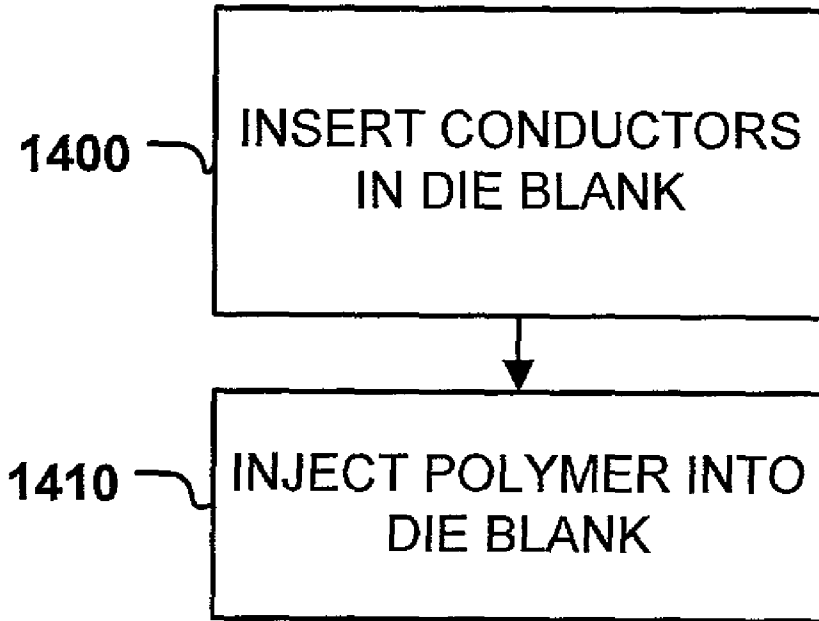 1400
INSERT CONDUCTORS
IN DIE BLANK
1410
INJECT POLYMER INTO
DIE BLANK